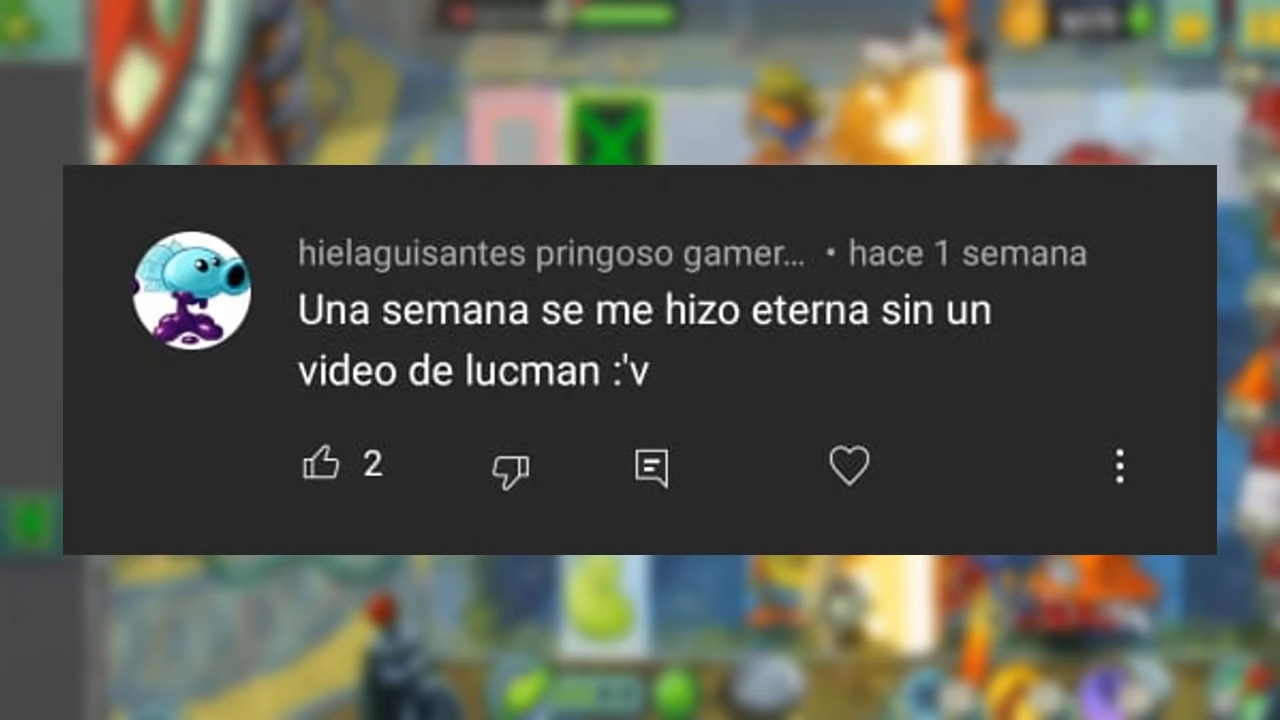 hielaguisantes pringoso gamer... • hace 1 semana
Una semana se me hizo eterna sin un
video de lucman :'v
2